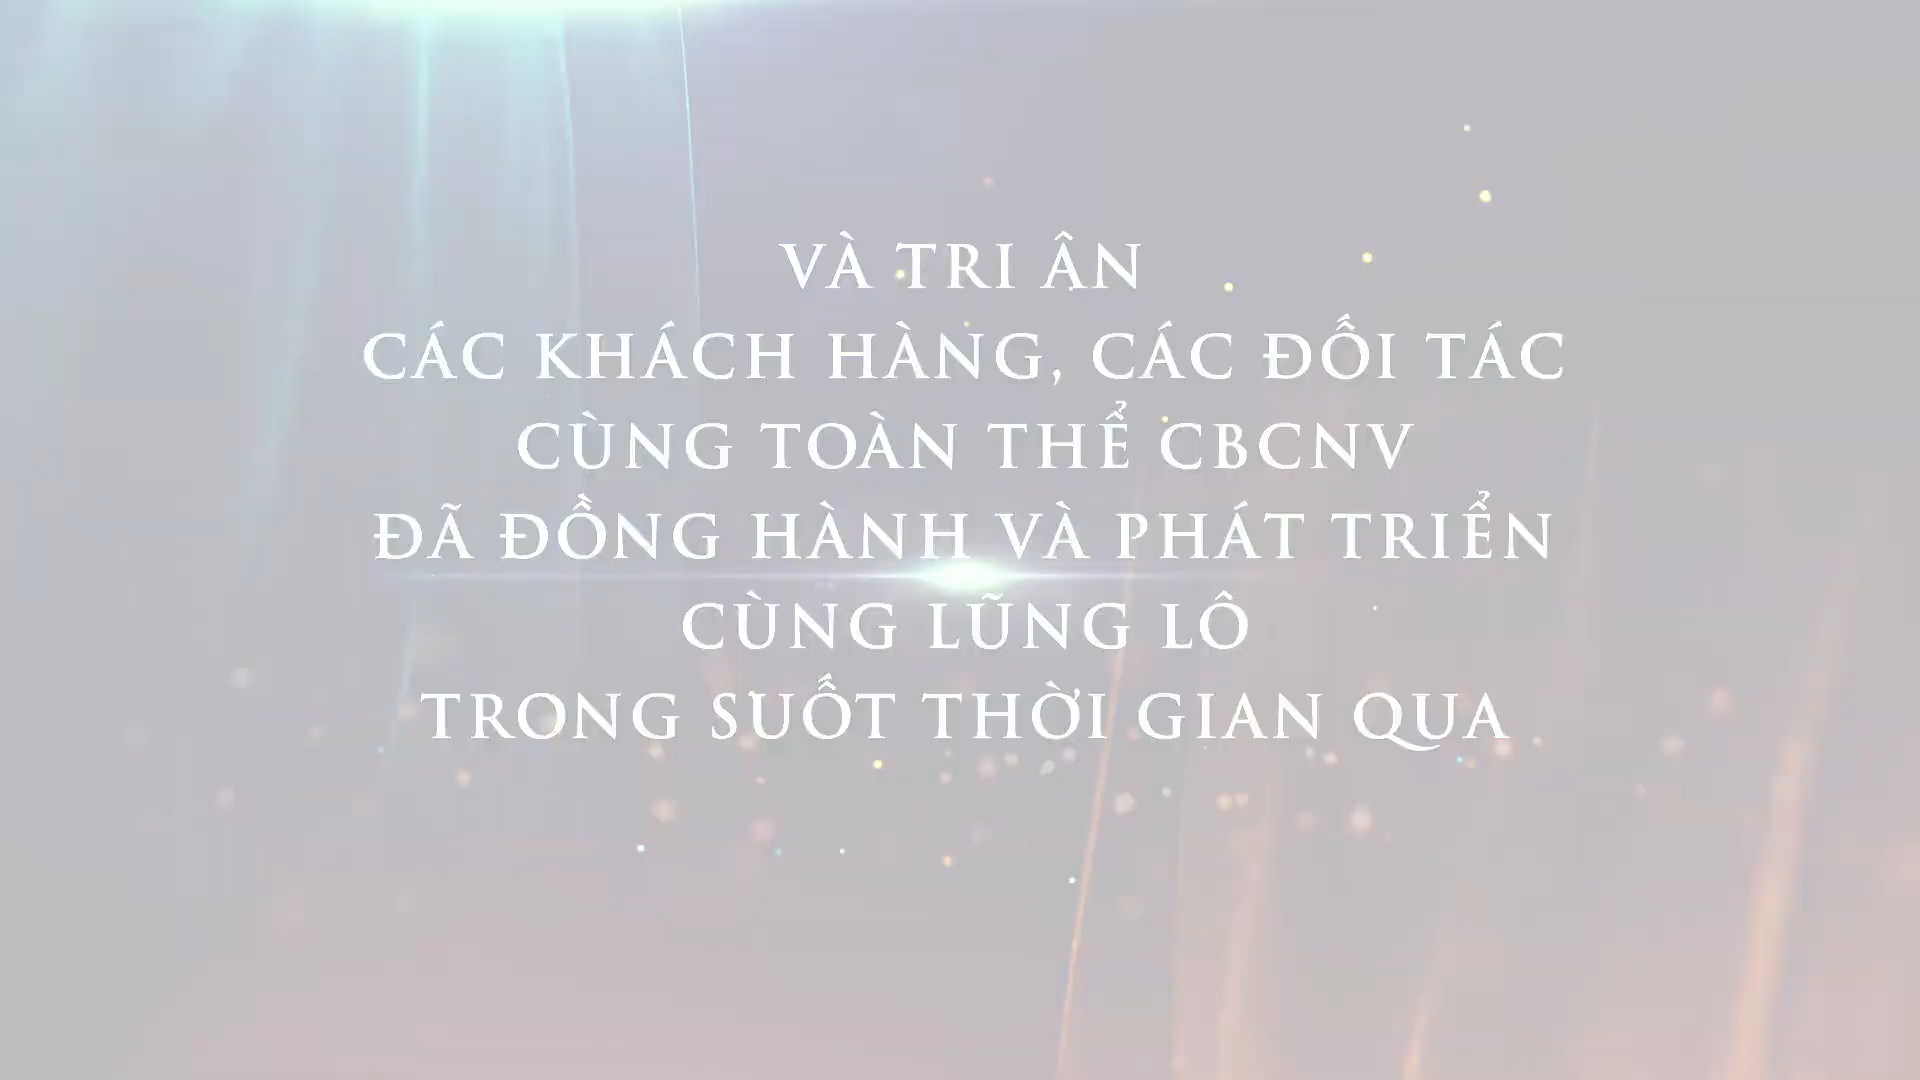 VÀ TRI ÂN
CÁC KHÁCH HÀNG, CÁC ĐỐI TÁC
CÙNG TOÀN THỂ CBCNV
ĐÃ ĐỒNG HÀNH VÀ PHÁT TRIỂN
CÙNG LŨNG LÔ
TRONG SUỐT THỜI GIAN QUA